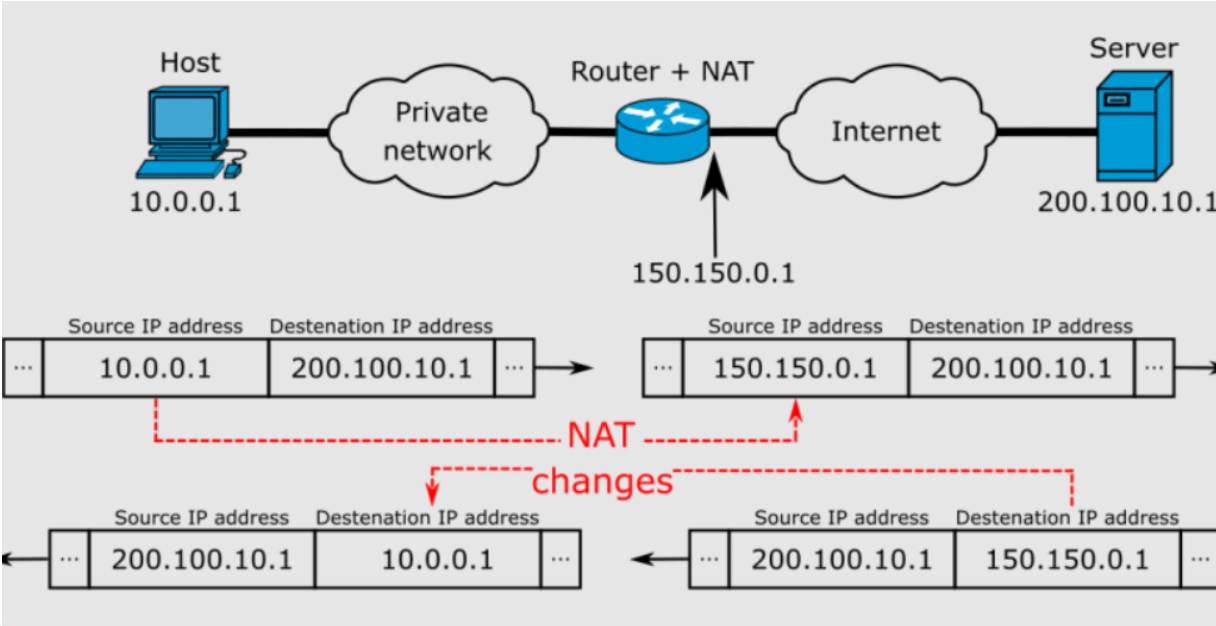 Host
Private
network
10.0.0.1
Router + NAT
150.150.0.1
Internet
Server
200.100.10.1
Source IP address Destenation IP address
... 10.0.0.1 200.100.10.1 ...
Source IP address Destenation IP address
... 150.150.0.1 200.100.10.1 ...
NAT
changes
Source IP address Destenation IP address
... 200.100.10.1 10.0.0.1 ...
Source IP address Destenation IP address
... 200.100.10.1 150.150.0.1 ...